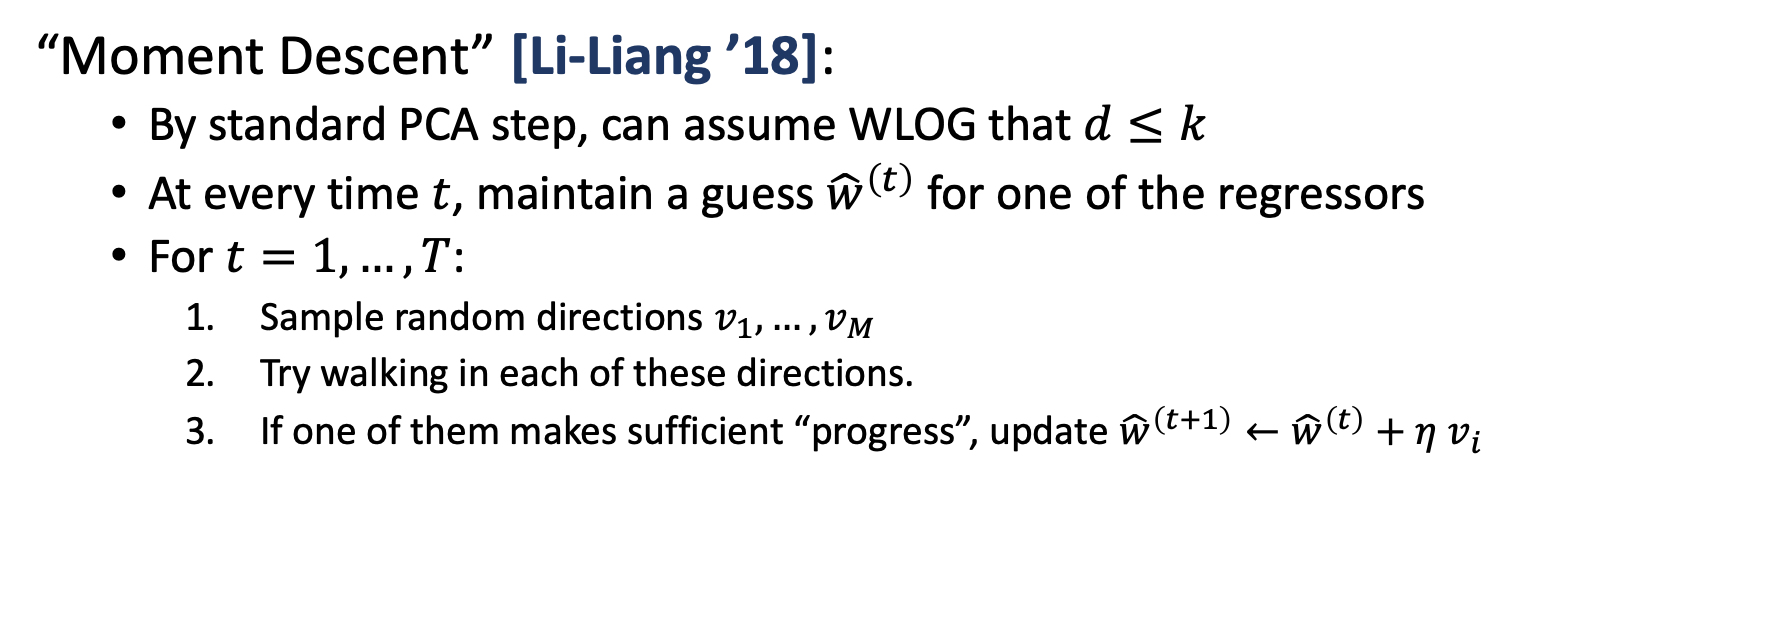 “Moment Descent” [Li-Liang ’18]:
• By standard PCA step, can assume WLOG that d ≤ k
• At every time t, maintain a guess ŵ^(t) for one of the regressors
• For t = 1, … , T:
1. Sample random directions v₁, … , v_M
2. Try walking in each of these directions.
3. If one of them makes sufficient “progress”, update ŵ^(t+1) ← ŵ^(t) + η vᵢ